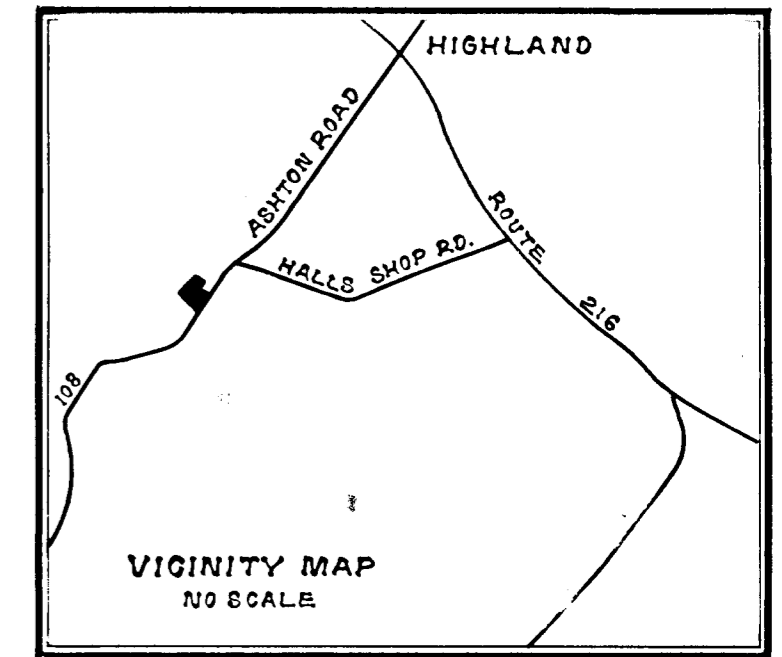 HIGHLAND
ASHTON ROAD
ROUTE
216
HALLS SHOP RD.
108
VICINITY MAP
NO SCALE